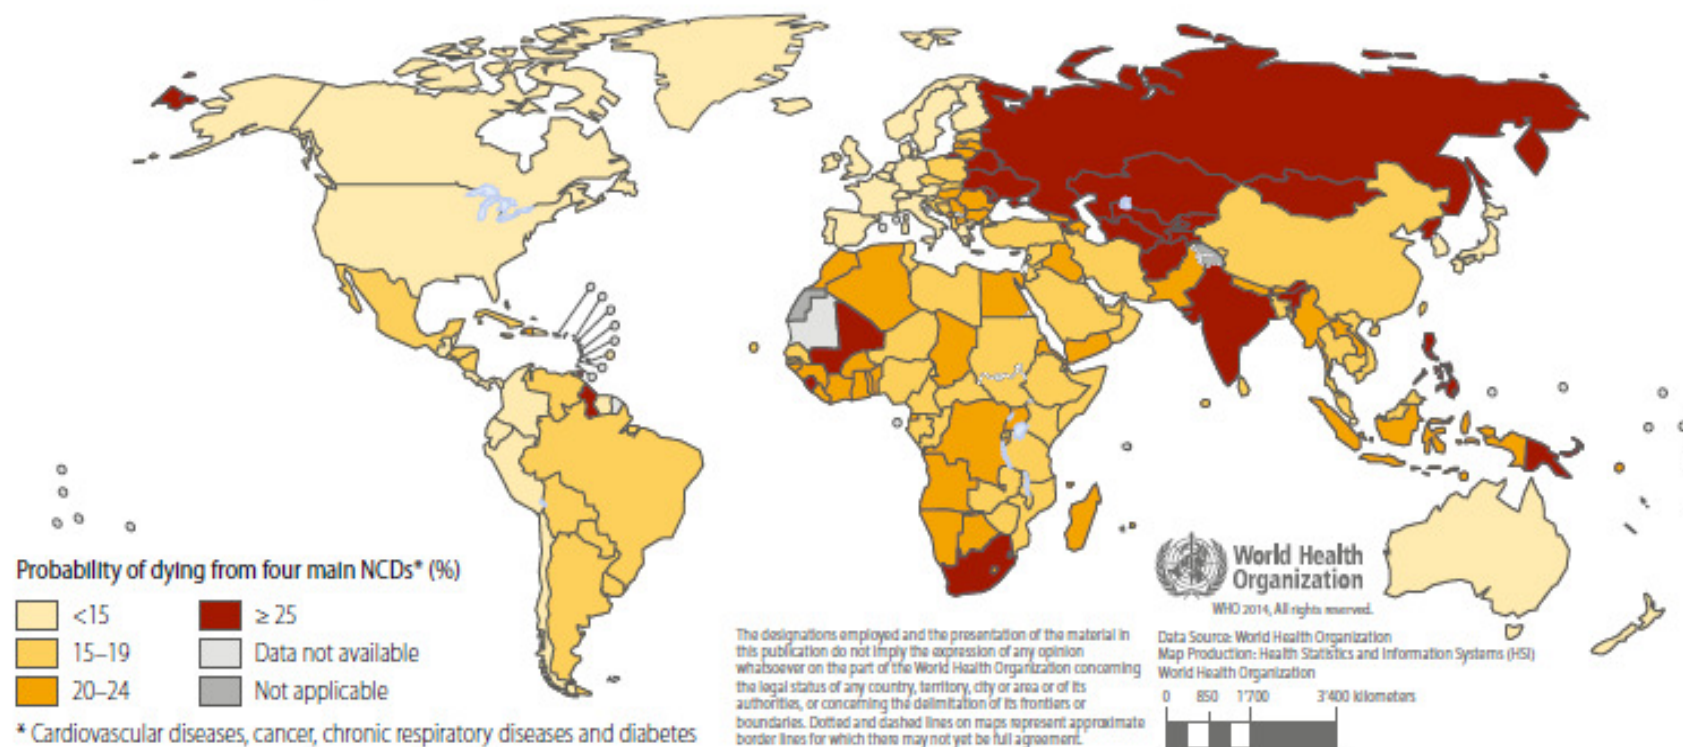 Probability of dying from four main NCDs* (%)
<15
15–19
20–24
≥ 25
Data not available
Not applicable
* Cardiovascular diseases, cancer, chronic respiratory diseases and diabetes
The designations employed and the presentation of the material in
this publication do not imply the expression of any opinion
whatsoever on the part of the World Health Organization concerning
the legal status of any country, territory, city or area or of its
authorities, or concerning the delimitation of its frontiers or
boundaries. Dotted and dashed lines on maps represent approximate
border lines for which there may not yet be full agreement.
World Health
Organization
WHO 2014, All rights reserved.
Data Source: World Health Organization
Map Production: Health Statistics and Information Systems (HSI)
World Health Organization
0 850 1'700 3'400 kilometers